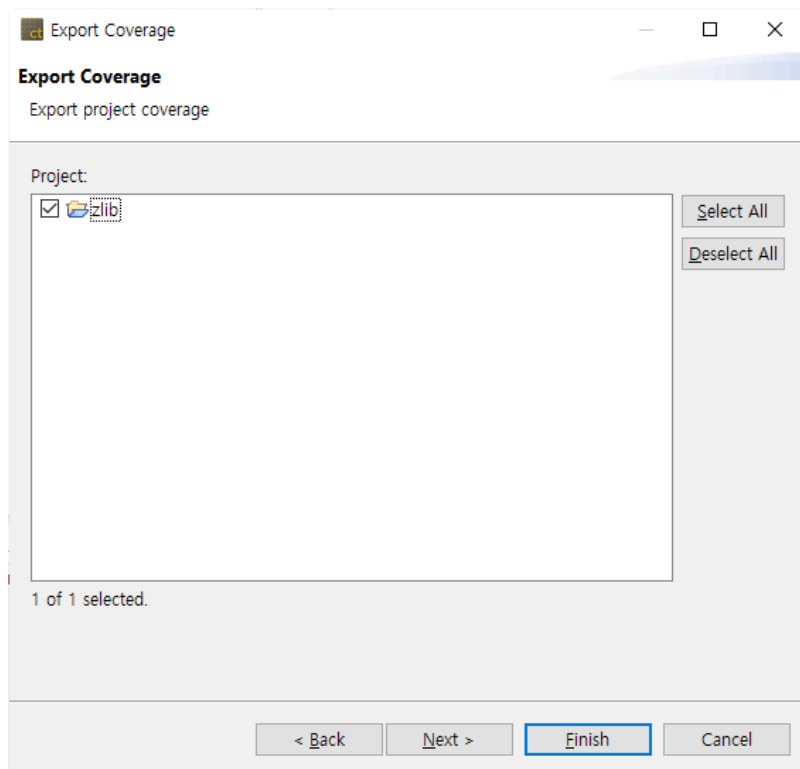 ct Export Coverage
Export Coverage
Export project coverage
Project:
zlib
Select All
Deselect All
1 of 1 selected.
< Back
Next >
Finish
Cancel